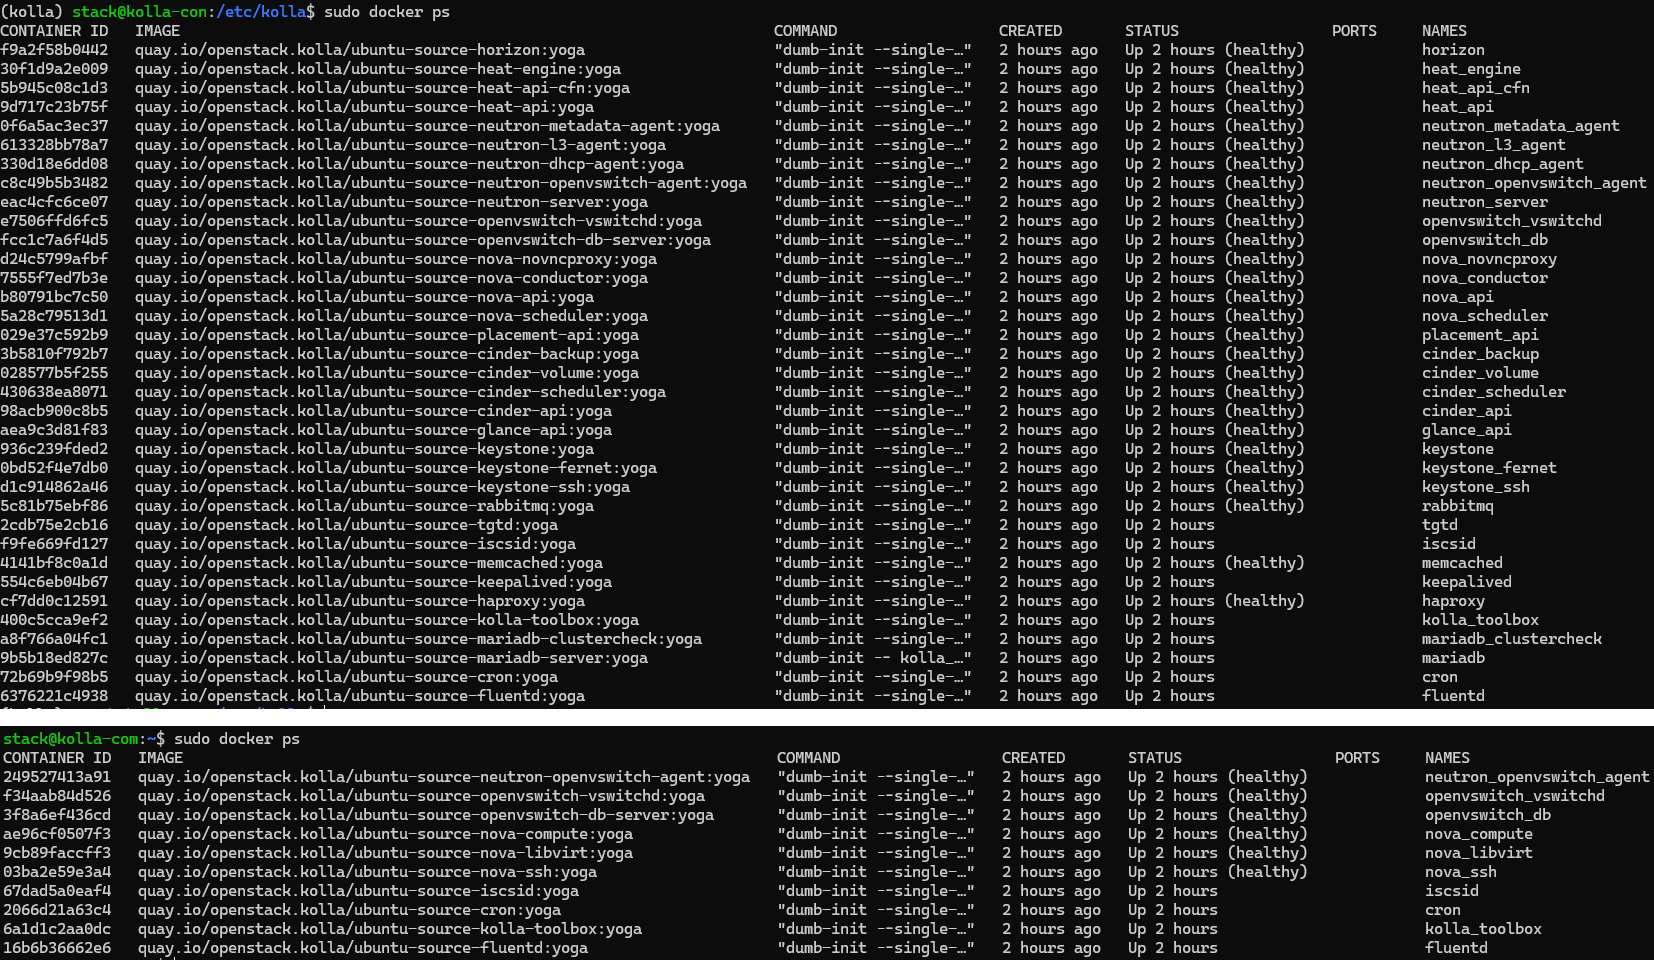 (kolla) stack@kolla-con:/etc/kolla$ sudo docker ps
CONTAINER ID   IMAGE                                                                  COMMAND                  CREATED       STATUS                 PORTS     NAMES
f9a2f58b0442   quay.io/openstack.kolla/ubuntu-source-horizon:yoga                     "dumb-init --single-…"   2 hours ago   Up 2 hours (healthy)             horizon
30f1d9a2e009   quay.io/openstack.kolla/ubuntu-source-heat-engine:yoga                 "dumb-init --single-…"   2 hours ago   Up 2 hours (healthy)             heat_engine
5b945c08c1d3   quay.io/openstack.kolla/ubuntu-source-heat-api-cfn:yoga                "dumb-init --single-…"   2 hours ago   Up 2 hours (healthy)             heat_api_cfn
9d717c23b75f   quay.io/openstack.kolla/ubuntu-source-heat-api:yoga                    "dumb-init --single-…"   2 hours ago   Up 2 hours (healthy)             heat_api
0f6a5ac3ec37   quay.io/openstack.kolla/ubuntu-source-neutron-metadata-agent:yoga      "dumb-init --single-…"   2 hours ago   Up 2 hours (healthy)             neutron_metadata_agent
613328bb78a7   quay.io/openstack.kolla/ubuntu-source-neutron-l3-agent:yoga            "dumb-init --single-…"   2 hours ago   Up 2 hours (healthy)             neutron_l3_agent
330d18e6dd08   quay.io/openstack.kolla/ubuntu-source-neutron-dhcp-agent:yoga          "dumb-init --single-…"   2 hours ago   Up 2 hours (healthy)             neutron_dhcp_agent
c8c49b5b3482   quay.io/openstack.kolla/ubuntu-source-neutron-openvswitch-agent:yoga   "dumb-init --single-…"   2 hours ago   Up 2 hours (healthy)             neutron_openvswitch_agent
eac4cfc6ce07   quay.io/openstack.kolla/ubuntu-source-neutron-server:yoga              "dumb-init --single-…"   2 hours ago   Up 2 hours (healthy)             neutron_server
e7506ffd6fc5   quay.io/openstack.kolla/ubuntu-source-openvswitch-vswitchd:yoga        "dumb-init --single-…"   2 hours ago   Up 2 hours (healthy)             openvswitch_vswitchd
fcc1c7a6f4d5   quay.io/openstack.kolla/ubuntu-source-openvswitch-db-server:yoga       "dumb-init --single-…"   2 hours ago   Up 2 hours (healthy)             openvswitch_db
d24c5799afbf   quay.io/openstack.kolla/ubuntu-source-nova-novncproxy:yoga             "dumb-init --single-…"   2 hours ago   Up 2 hours (healthy)             nova_novncproxy
7555f7ed7b3e   quay.io/openstack.kolla/ubuntu-source-nova-conductor:yoga              "dumb-init --single-…"   2 hours ago   Up 2 hours (healthy)             nova_conductor
b80791bc7c50   quay.io/openstack.kolla/ubuntu-source-nova-api:yoga                    "dumb-init --single-…"   2 hours ago   Up 2 hours (healthy)             nova_api
5a28c79513d1   quay.io/openstack.kolla/ubuntu-source-nova-scheduler:yoga              "dumb-init --single-…"   2 hours ago   Up 2 hours (healthy)             nova_scheduler
029e37c592b9   quay.io/openstack.kolla/ubuntu-source-placement-api:yoga               "dumb-init --single-…"   2 hours ago   Up 2 hours (healthy)             placement_api
3b5810f792b7   quay.io/openstack.kolla/ubuntu-source-cinder-backup:yoga               "dumb-init --single-…"   2 hours ago   Up 2 hours (healthy)             cinder_backup
028577b5f255   quay.io/openstack.kolla/ubuntu-source-cinder-volume:yoga               "dumb-init --single-…"   2 hours ago   Up 2 hours (healthy)             cinder_volume
430638ea8071   quay.io/openstack.kolla/ubuntu-source-cinder-scheduler:yoga            "dumb-init --single-…"   2 hours ago   Up 2 hours (healthy)             cinder_scheduler
98acb900c8b5   quay.io/openstack.kolla/ubuntu-source-cinder-api:yoga                  "dumb-init --single-…"   2 hours ago   Up 2 hours (healthy)             cinder_api
aea9c3d81f83   quay.io/openstack.kolla/ubuntu-source-glance-api:yoga                  "dumb-init --single-…"   2 hours ago   Up 2 hours (healthy)             glance_api
936c239fded2   quay.io/openstack.kolla/ubuntu-source-keystone:yoga                    "dumb-init --single-…"   2 hours ago   Up 2 hours (healthy)             keystone
0bd52f4e7db0   quay.io/openstack.kolla/ubuntu-source-keystone-fernet:yoga             "dumb-init --single-…"   2 hours ago   Up 2 hours (healthy)             keystone_fernet
d1c914862a46   quay.io/openstack.kolla/ubuntu-source-keystone-ssh:yoga                "dumb-init --single-…"   2 hours ago   Up 2 hours (healthy)             keystone_ssh
5c81b75ebf86   quay.io/openstack.kolla/ubuntu-source-rabbitmq:yoga                    "dumb-init --single-…"   2 hours ago   Up 2 hours (healthy)             rabbitmq
2cdb75e2cb16   quay.io/openstack.kolla/ubuntu-source-tgtd:yoga                        "dumb-init --single-…"   2 hours ago   Up 2 hours                       tgtd
f9fe669fd127   quay.io/openstack.kolla/ubuntu-source-iscsid:yoga                      "dumb-init --single-…"   2 hours ago   Up 2 hours                       iscsid
4141bf8c0a1d   quay.io/openstack.kolla/ubuntu-source-memcached:yoga                   "dumb-init --single-…"   2 hours ago   Up 2 hours (healthy)             memcached
554c6eb04b67   quay.io/openstack.kolla/ubuntu-source-keepalived:yoga                  "dumb-init --single-…"   2 hours ago   Up 2 hours                       keepalived
cf7dd0c12591   quay.io/openstack.kolla/ubuntu-source-haproxy:yoga                     "dumb-init --single-…"   2 hours ago   Up 2 hours (healthy)             haproxy
400c5cca9ef2   quay.io/openstack.kolla/ubuntu-source-kolla-toolbox:yoga               "dumb-init --single-…"   2 hours ago   Up 2 hours                       kolla_toolbox
a8f766a04fc1   quay.io/openstack.kolla/ubuntu-source-mariadb-clustercheck:yoga        "dumb-init --single-…"   2 hours ago   Up 2 hours                       mariadb_clustercheck
9b5b18ed827c   quay.io/openstack.kolla/ubuntu-source-mariadb-server:yoga              "dumb-init -- kolla_…"   2 hours ago   Up 2 hours                       mariadb
72b69b9f98b5   quay.io/openstack.kolla/ubuntu-source-cron:yoga                        "dumb-init --single-…"   2 hours ago   Up 2 hours                       cron
6376221c4938   quay.io/openstack.kolla/ubuntu-source-fluentd:yoga                     "dumb-init --single-…"   2 hours ago   Up 2 hours                       fluentd
stack@kolla-com:~$ sudo docker ps
CONTAINER ID   IMAGE                                                                  COMMAND                  CREATED       STATUS                 PORTS     NAMES
249527413a91   quay.io/openstack.kolla/ubuntu-source-neutron-openvswitch-agent:yoga   "dumb-init --single-…"   2 hours ago   Up 2 hours (healthy)             neutron_openvswitch_agent
f34aab84d526   quay.io/openstack.kolla/ubuntu-source-openvswitch-vswitchd:yoga        "dumb-init --single-…"   2 hours ago   Up 2 hours (healthy)             openvswitch_vswitchd
3f8a6ef436cd   quay.io/openstack.kolla/ubuntu-source-openvswitch-db-server:yoga       "dumb-init --single-…"   2 hours ago   Up 2 hours (healthy)             openvswitch_db
ae96cf0507f3   quay.io/openstack.kolla/ubuntu-source-nova-compute:yoga                "dumb-init --single-…"   2 hours ago   Up 2 hours (healthy)             nova_compute
9cb89faccff3   quay.io/openstack.kolla/ubuntu-source-nova-libvirt:yoga                "dumb-init --single-…"   2 hours ago   Up 2 hours (healthy)             nova_libvirt
03ba2e59e3a4   quay.io/openstack.kolla/ubuntu-source-nova-ssh:yoga                    "dumb-init --single-…"   2 hours ago   Up 2 hours (healthy)             nova_ssh
67dad5a0eaf4   quay.io/openstack.kolla/ubuntu-source-iscsid:yoga                      "dumb-init --single-…"   2 hours ago   Up 2 hours                       iscsid
2066d21a63c4   quay.io/openstack.kolla/ubuntu-source-cron:yoga                        "dumb-init --single-…"   2 hours ago   Up 2 hours                       cron
6a1d1c2aa0dc   quay.io/openstack.kolla/ubuntu-source-kolla-toolbox:yoga               "dumb-init --single-…"   2 hours ago   Up 2 hours                       kolla_toolbox
16b6b36662e6   quay.io/openstack.kolla/ubuntu-source-fluentd:yoga                     "dumb-init --single-…"   2 hours ago   Up 2 hours                       fluentd